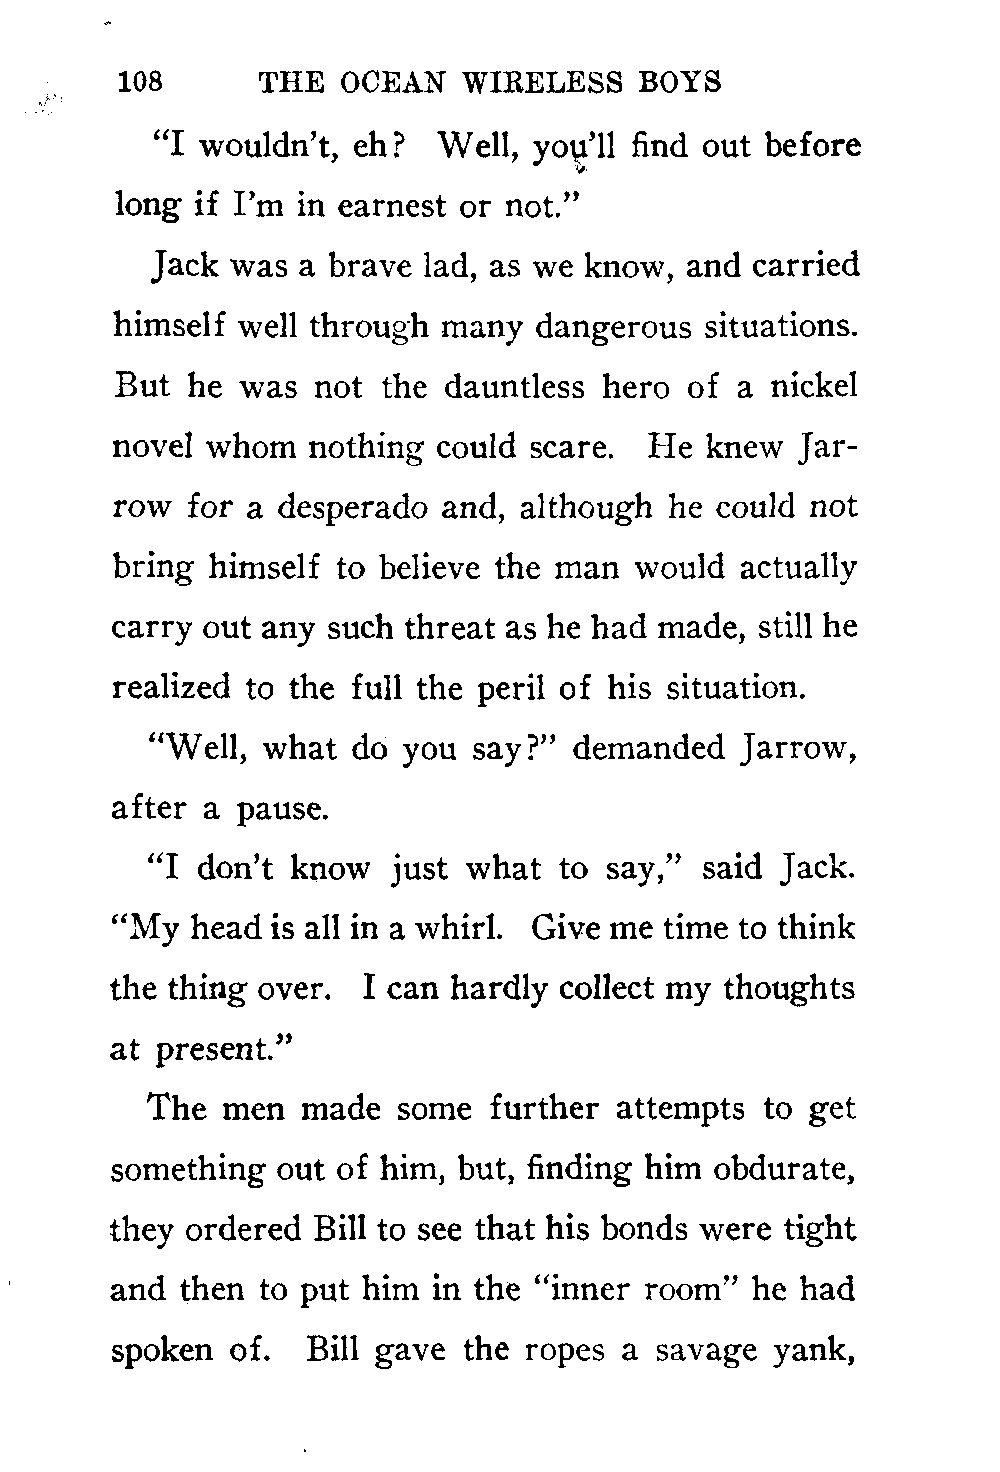 108 THE OCEAN WIRELESS BOYS
“I wouldn’t, eh? Well, you’ll find out before
long if I’m in earnest or not.”
Jack was a brave lad, as we know, and carried
himself well through many dangerous situations.
But he was not the dauntless hero of a nickel
novel whom nothing could scare. He knew Jar-
row for a desperado and, although he could not
bring himself to believe the man would actually
carry out any such threat as he had made, still he
realized to the full the peril of his situation.
“Well, what do you say?” demanded Jarrow,
after a pause.
“I don’t know just what to say,” said Jack.
“My head is all in a whirl. Give me time to think
the thing over. I can hardly collect my thoughts
at present.”
The men made some further attempts to get
something out of him, but, finding him obdurate,
they ordered Bill to see that his bonds were tight
and then to put him in the “inner room” he had
spoken of. Bill gave the ropes a savage yank,